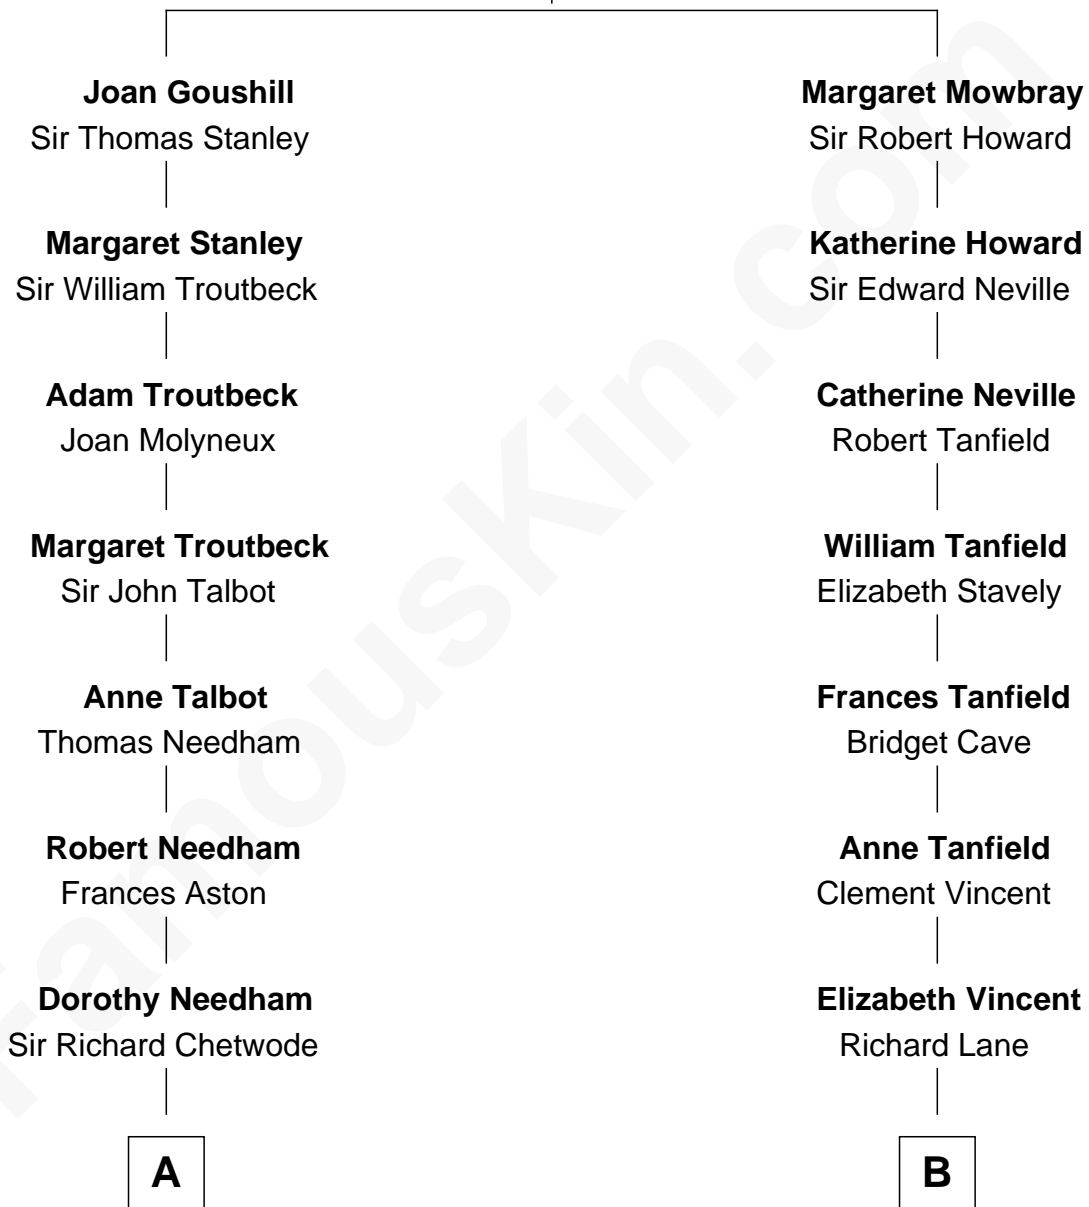 Joan Goushill
Sir Thomas Stanley
Margaret Stanley
Sir William Troutbeck
Adam Troutbeck
Joan Molyneux
Margaret Troutbeck
Sir John Talbot
Anne Talbot
Thomas Needham
Robert Needham
Frances Aston
Dorothy Needham
Sir Richard Chetwode
A
Margaret Mowbray
Sir Robert Howard
Katherine Howard
Sir Edward Neville
Catherine Neville
Robert Tanfield
William Tanfield
Elizabeth Stavely
Frances Tanfield
Bridget Cave
Anne Tanfield
Clement Vincent
Elizabeth Vincent
Richard Lane
B
FamousKin.com